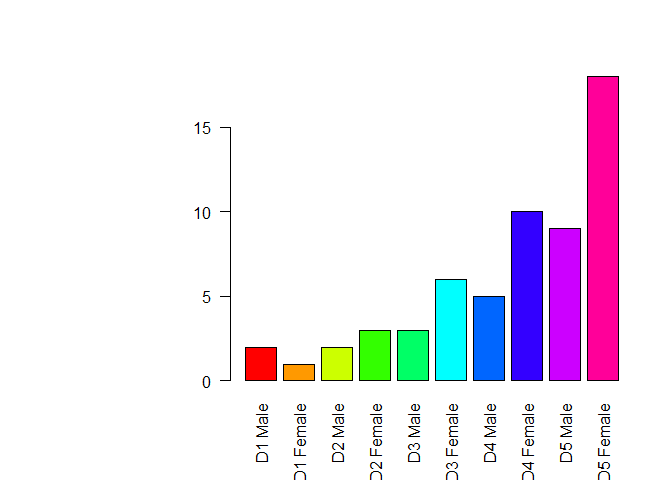 15
10
5
0
D1 Male
D1 Female
D2 Male
D2 Female
D3 Male
D3 Female
D4 Male
D4 Female
D5 Male
D5 Female